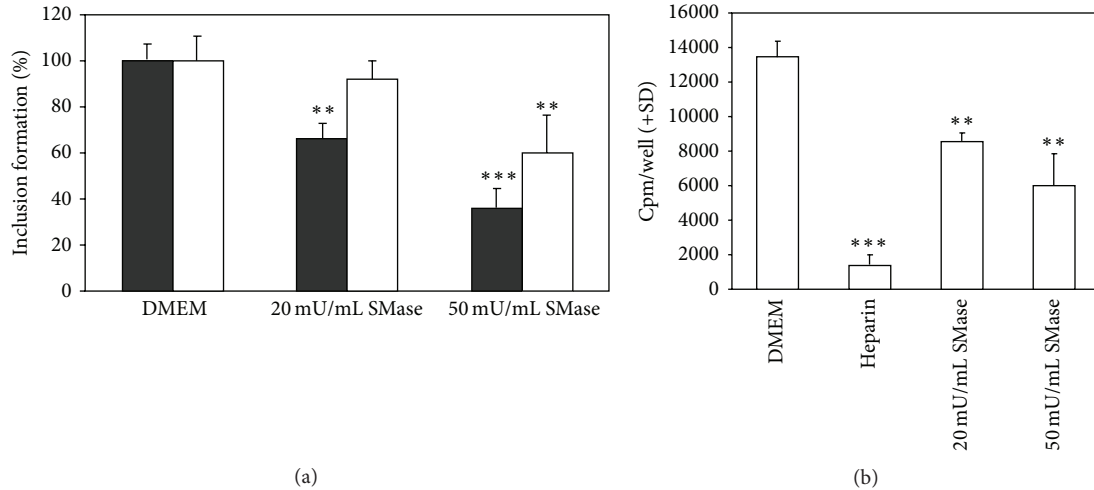 120
100
80
60
40
20
0
Inclusion formation (%)
**
***
**
DMEM
20 mU/mL SMase
50 mU/mL SMase
(a)
16000
14000
12000
10000
8000
6000
4000
2000
0
Cpm/well (+SD)
***
**
**
DMEM
Heparin
20 mU/mL SMase
50 mU/mL SMase
(b)